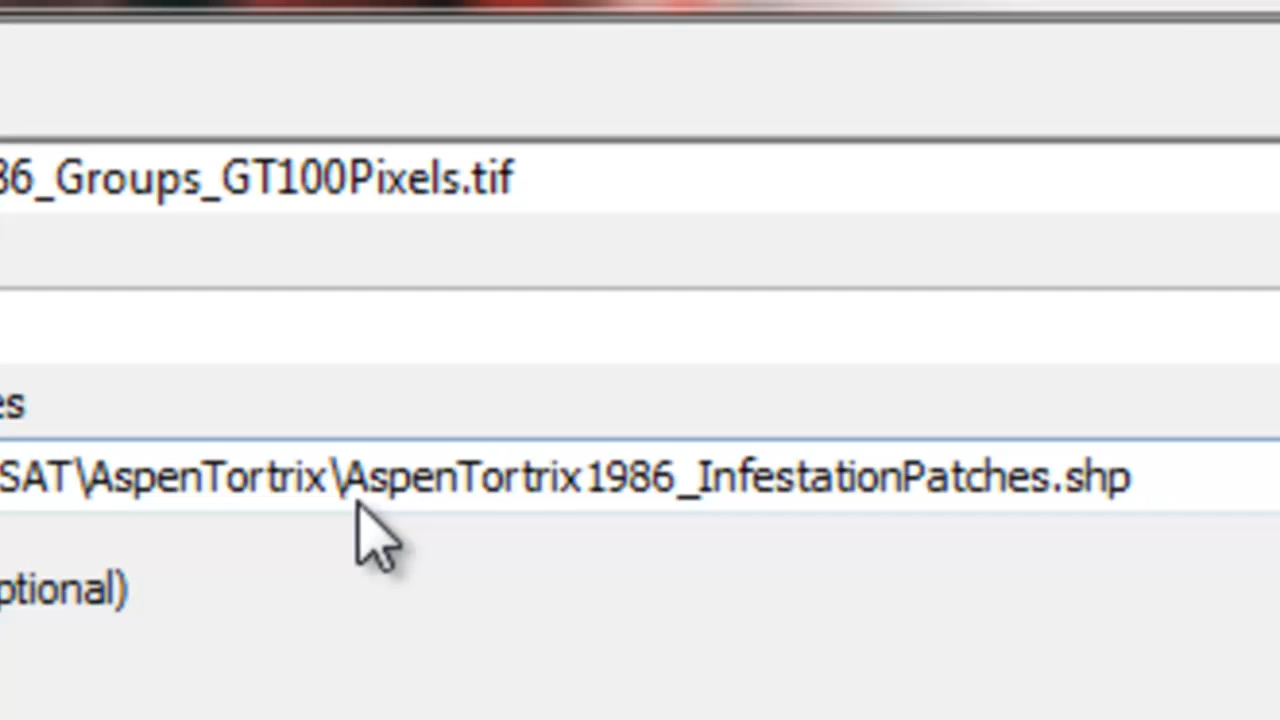 86_Groups_GT100Pixels.tif
es
SAT\AspenTortrix\AspenTortrix1986_InfestationPatches.shp
ptional)